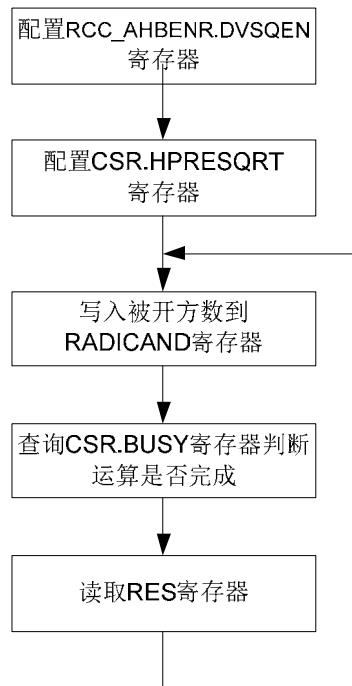 配置RCC_AHBENR.DVSQEN
寄存器
配置CSR.HPRESQRT
寄存器
写入被开方数到
RADICAND寄存器
查询CSR.BUSY寄存器判断
运算是否完成
读取RES寄存器